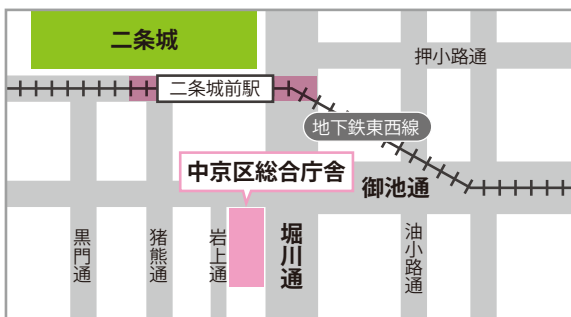 二条城
押小路通
二条城前駅
地下鉄東西線
中京区総合庁舎
御池通
黒門通
猪熊通
岩上通
堀川通
油小路通